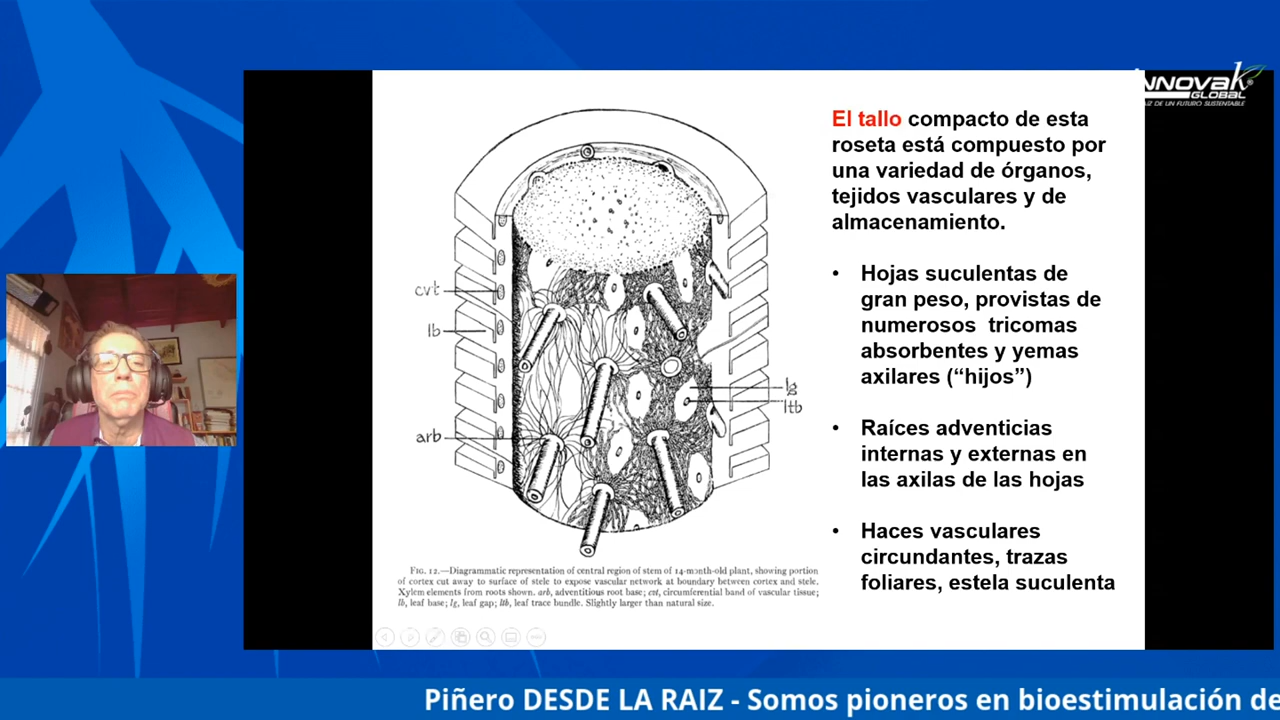 INNOVAK
GLOBAL
IZ DE UN FUTURO SUSTENTABLE
El tallo compacto de esta
roseta está compuesto por
una variedad de órganos,
tejidos vasculares y de
almacenamiento.
• Hojas suculentas de
gran peso, provistas de
numerosos tricomas
absorbentes y yemas
axilares (“hijos”)
• Raíces adventicias
internas y externas en
las axilas de las hojas
• Haces vasculares
circundantes, trazas
foliares, estela suculenta
cvt
lb
lg
ltb
arb
FIG. 12.—Diagrammatic representation of central region of stem of 14-month-old plant, showing portion
of cortex cut away to surface of stele to expose vascular network at boundary between cortex and stele.
Xylem elements from roots shown. arb, adventitious root base; cvt, circumferential band of vascular tissue;
lb, leaf base; lg, leaf gap; ltb, leaf trace bundle. Slightly larger than natural size.
Piñero DESDE LA RAIZ - Somos pioneros en bioestimulación de